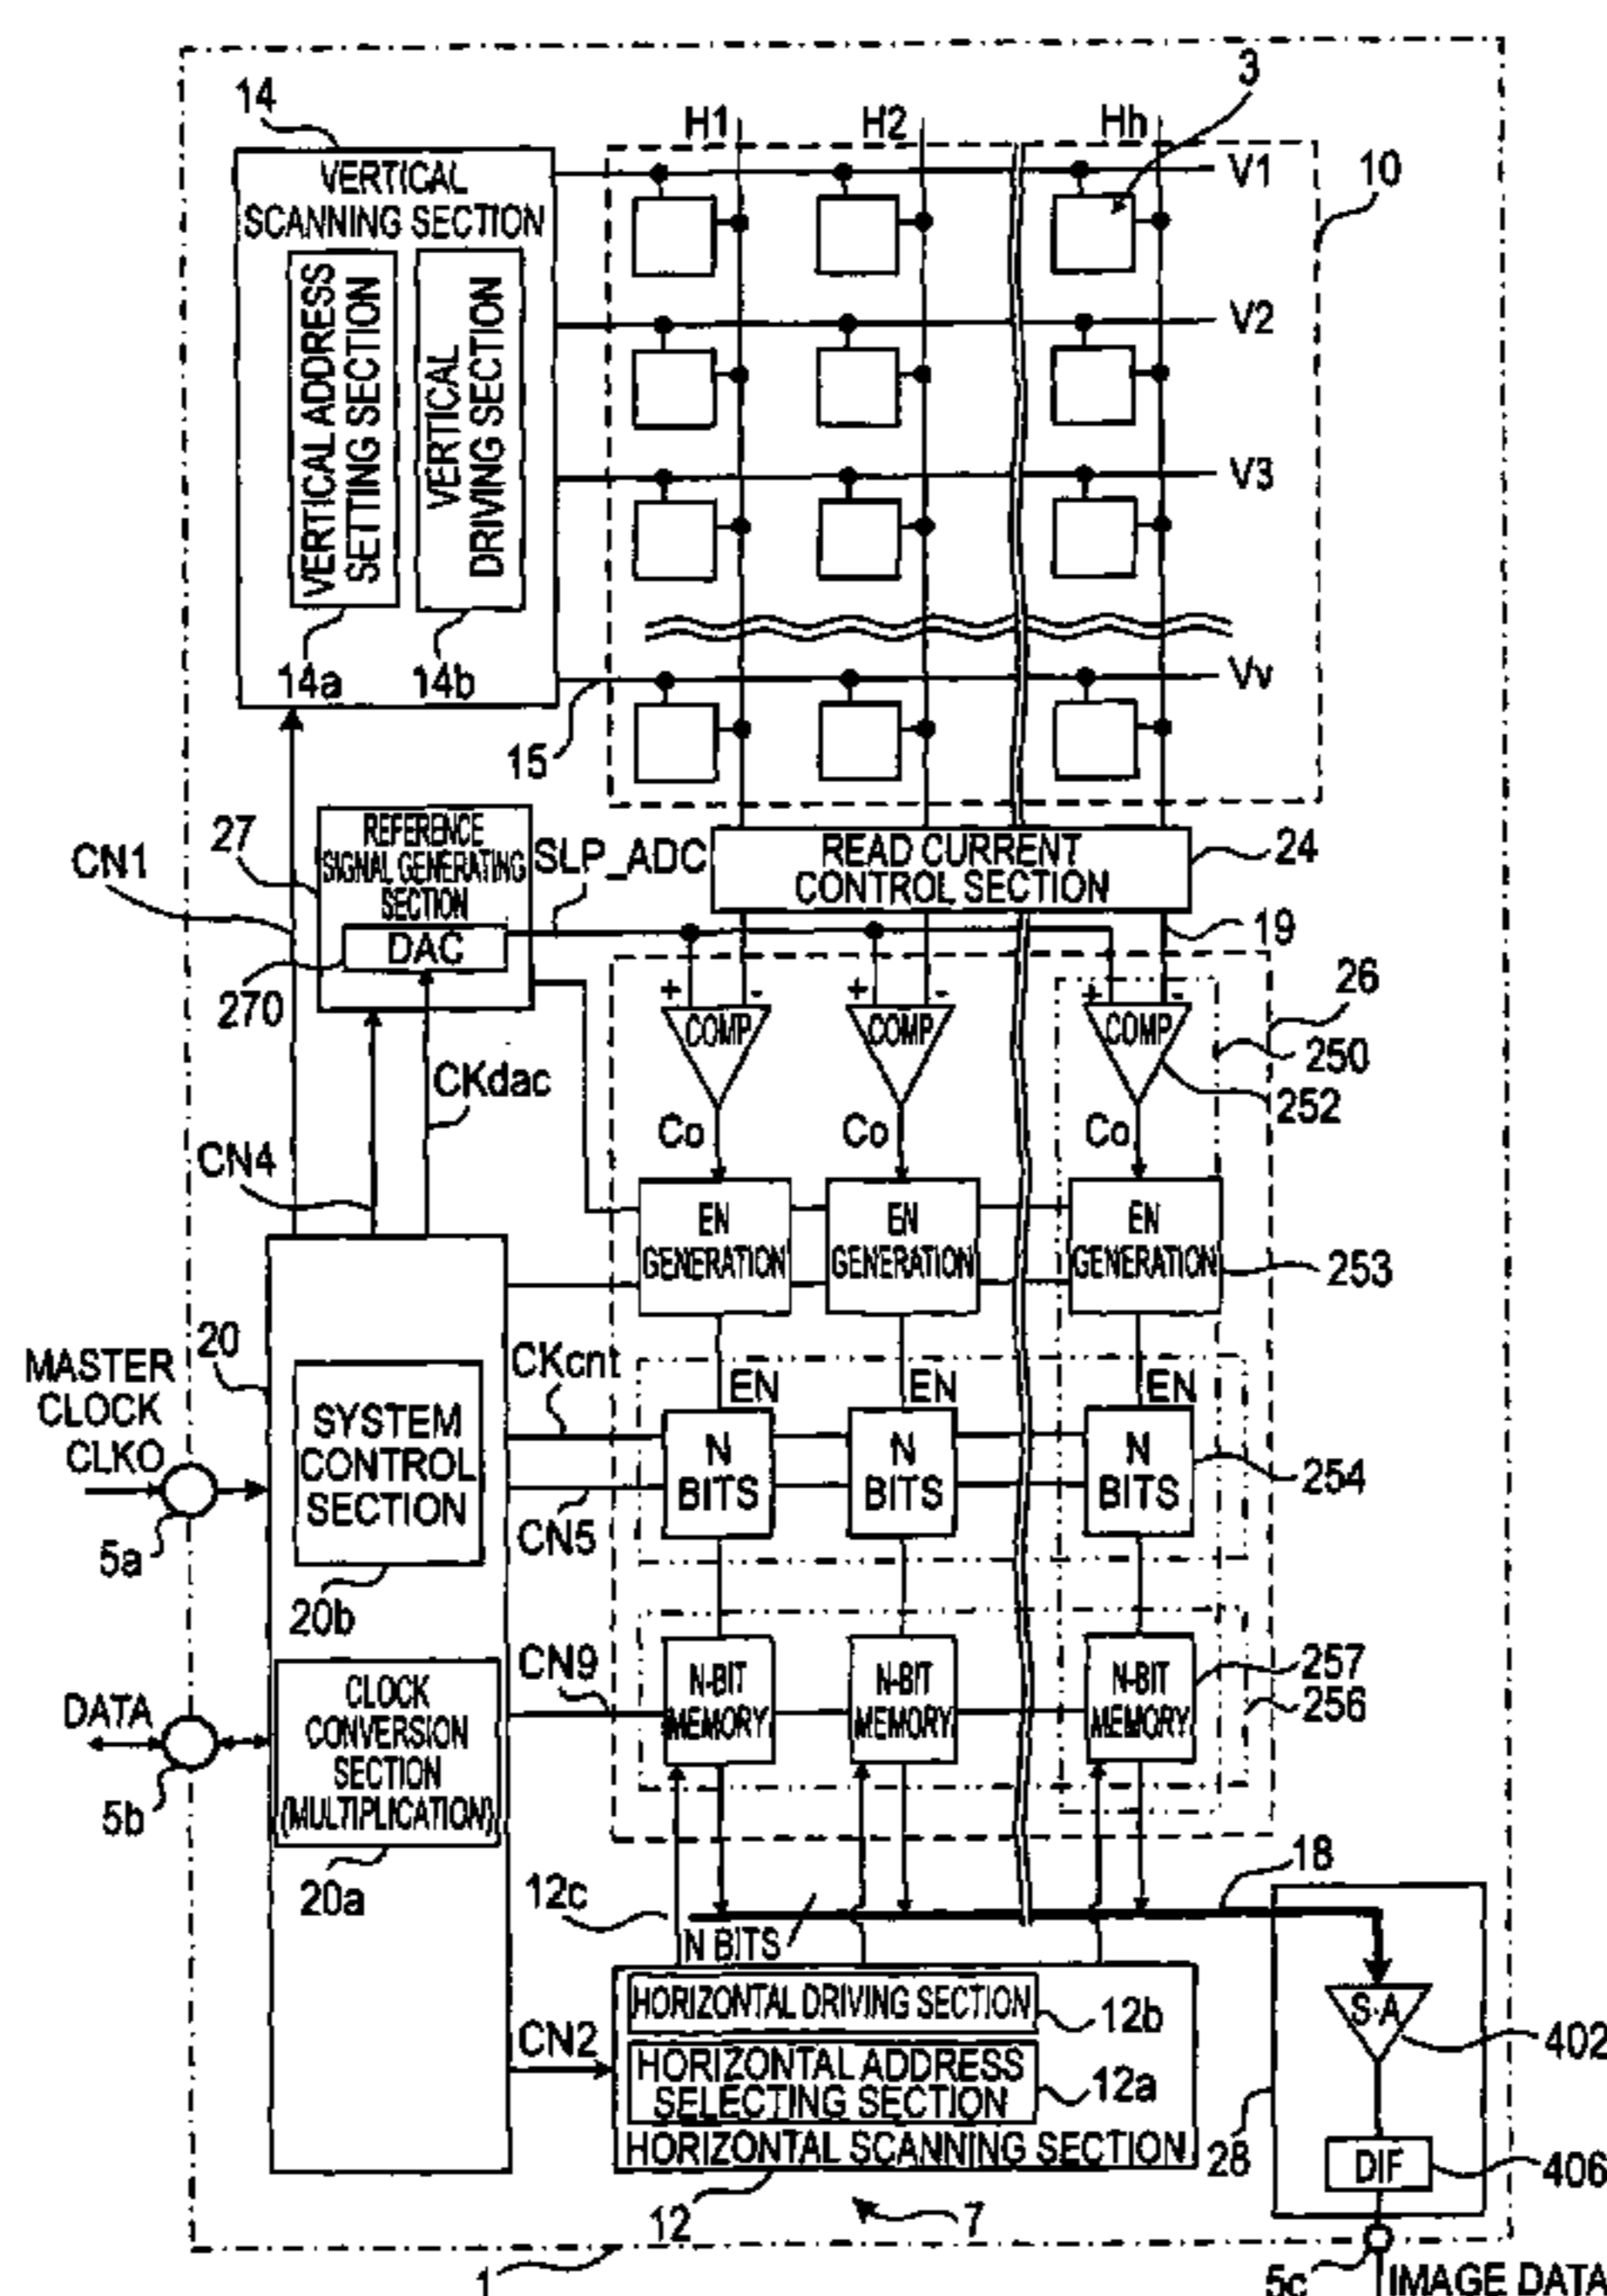 3
14
H1
H2
Hh
VERTICAL
SCANNING SECTION
V1
10
VERTICAL ADDRESS
SETTING SECTION
VERTICAL
DRIVING SECTION
V2
V3
14a
14b
Vv
15
27
REFERENCE
SIGNAL GENERATING
SECTION
SLP_ADC
READ CURRENT
CONTROL SECTION
24
CN1
DAC
19
270
+
-
+
-
+
-
26
COMP
COMP
COMP
250
CKdac
252
Co
Co
Co
CN4
EN
GENERATION
EN
GENERATION
EN
GENERATION
253
20
MASTER
CLOCK
CLKO
CKcnt
EN
EN
EN
SYSTEM
CONTROL
SECTION
N
BITS
N
BITS
N
BITS
254
CN5
5a
20b
CN9
257
256
DATA
CLOCK
CONVERSION
SECTION
(MULTIPLICATION)
N-BIT
MEMORY
N-BIT
MEMORY
N-BIT
MEMORY
5b
20a
12c
18
N BITS
HORIZONTAL DRIVING SECTION
12b
S·A
402
CN2
HORIZONTAL ADDRESS
SELECTING SECTION
12a
HORIZONTAL SCANNING SECTION
28
DIF
406
12
7
1
5c
IMAGE DATA